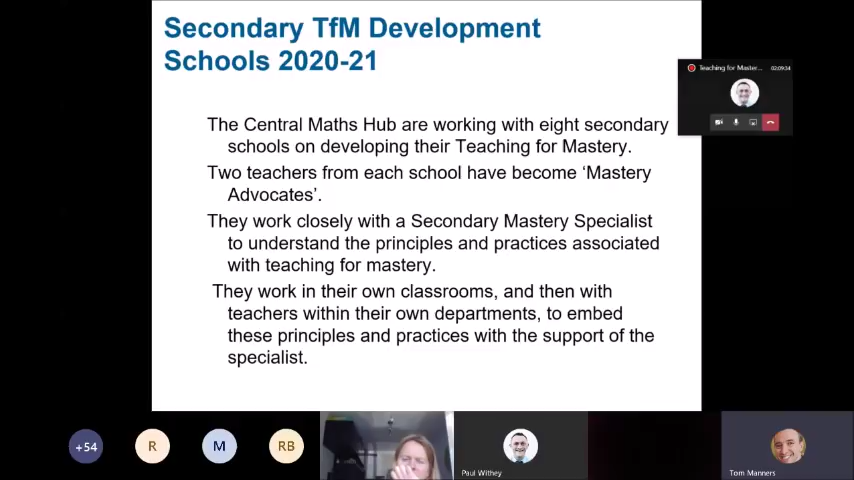 Secondary TfM Development
Schools 2020-21
Teaching for Master...
02:09:34
The Central Maths Hub are working with eight secondary
schools on developing their Teaching for Mastery.
Two teachers from each school have become ‘Mastery
Advocates’.
They work closely with a Secondary Mastery Specialist
to understand the principles and practices associated
with teaching for mastery.
They work in their own classrooms, and then with
teachers within their own departments, to embed
these principles and practices with the support of the
specialist.
+54
R
M
RB
Paul Withey
Tom Manners